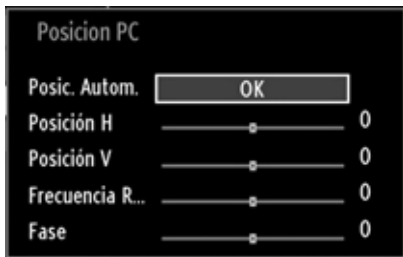 Posicion PC
Posic. Autom. OK
Posición H 0
Posición V 0
Frecuencia R... 0
Fase 0